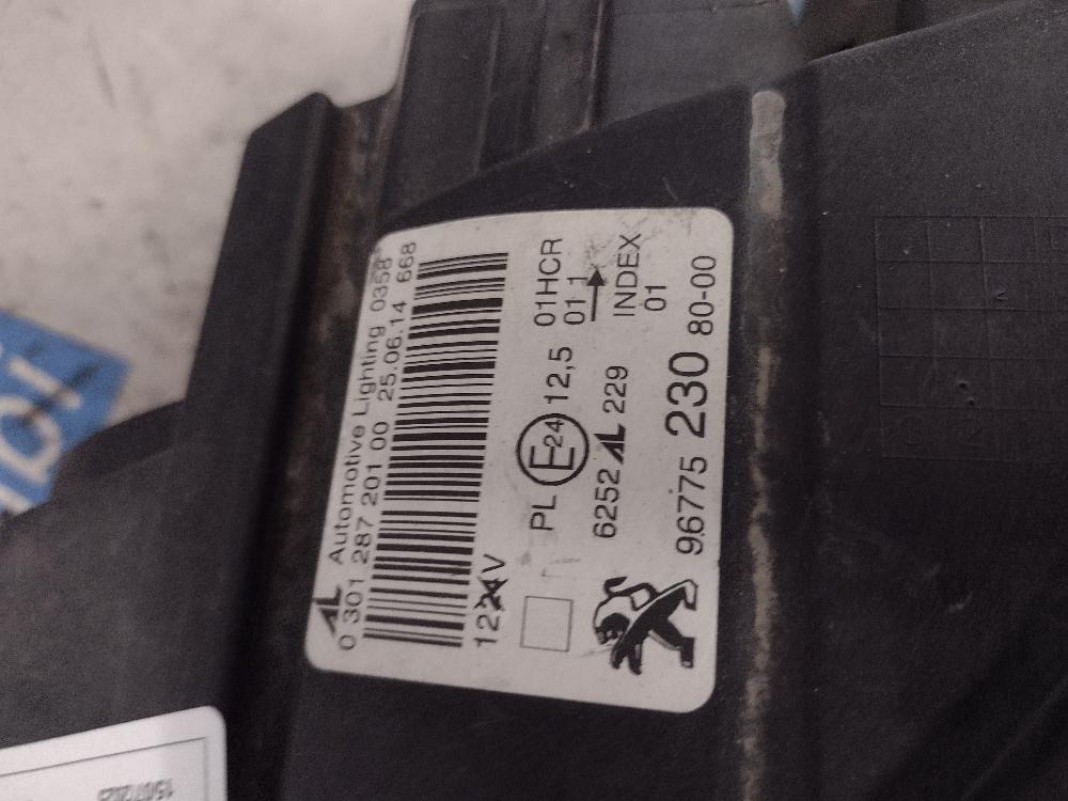 AL Automotive Lighting 0358
0 301 287 201 00 25.06.14 668
1224V
PL E24 12,5 01HCR
01 1
6252 AL 229 INDEX
01
96775 230 80-00